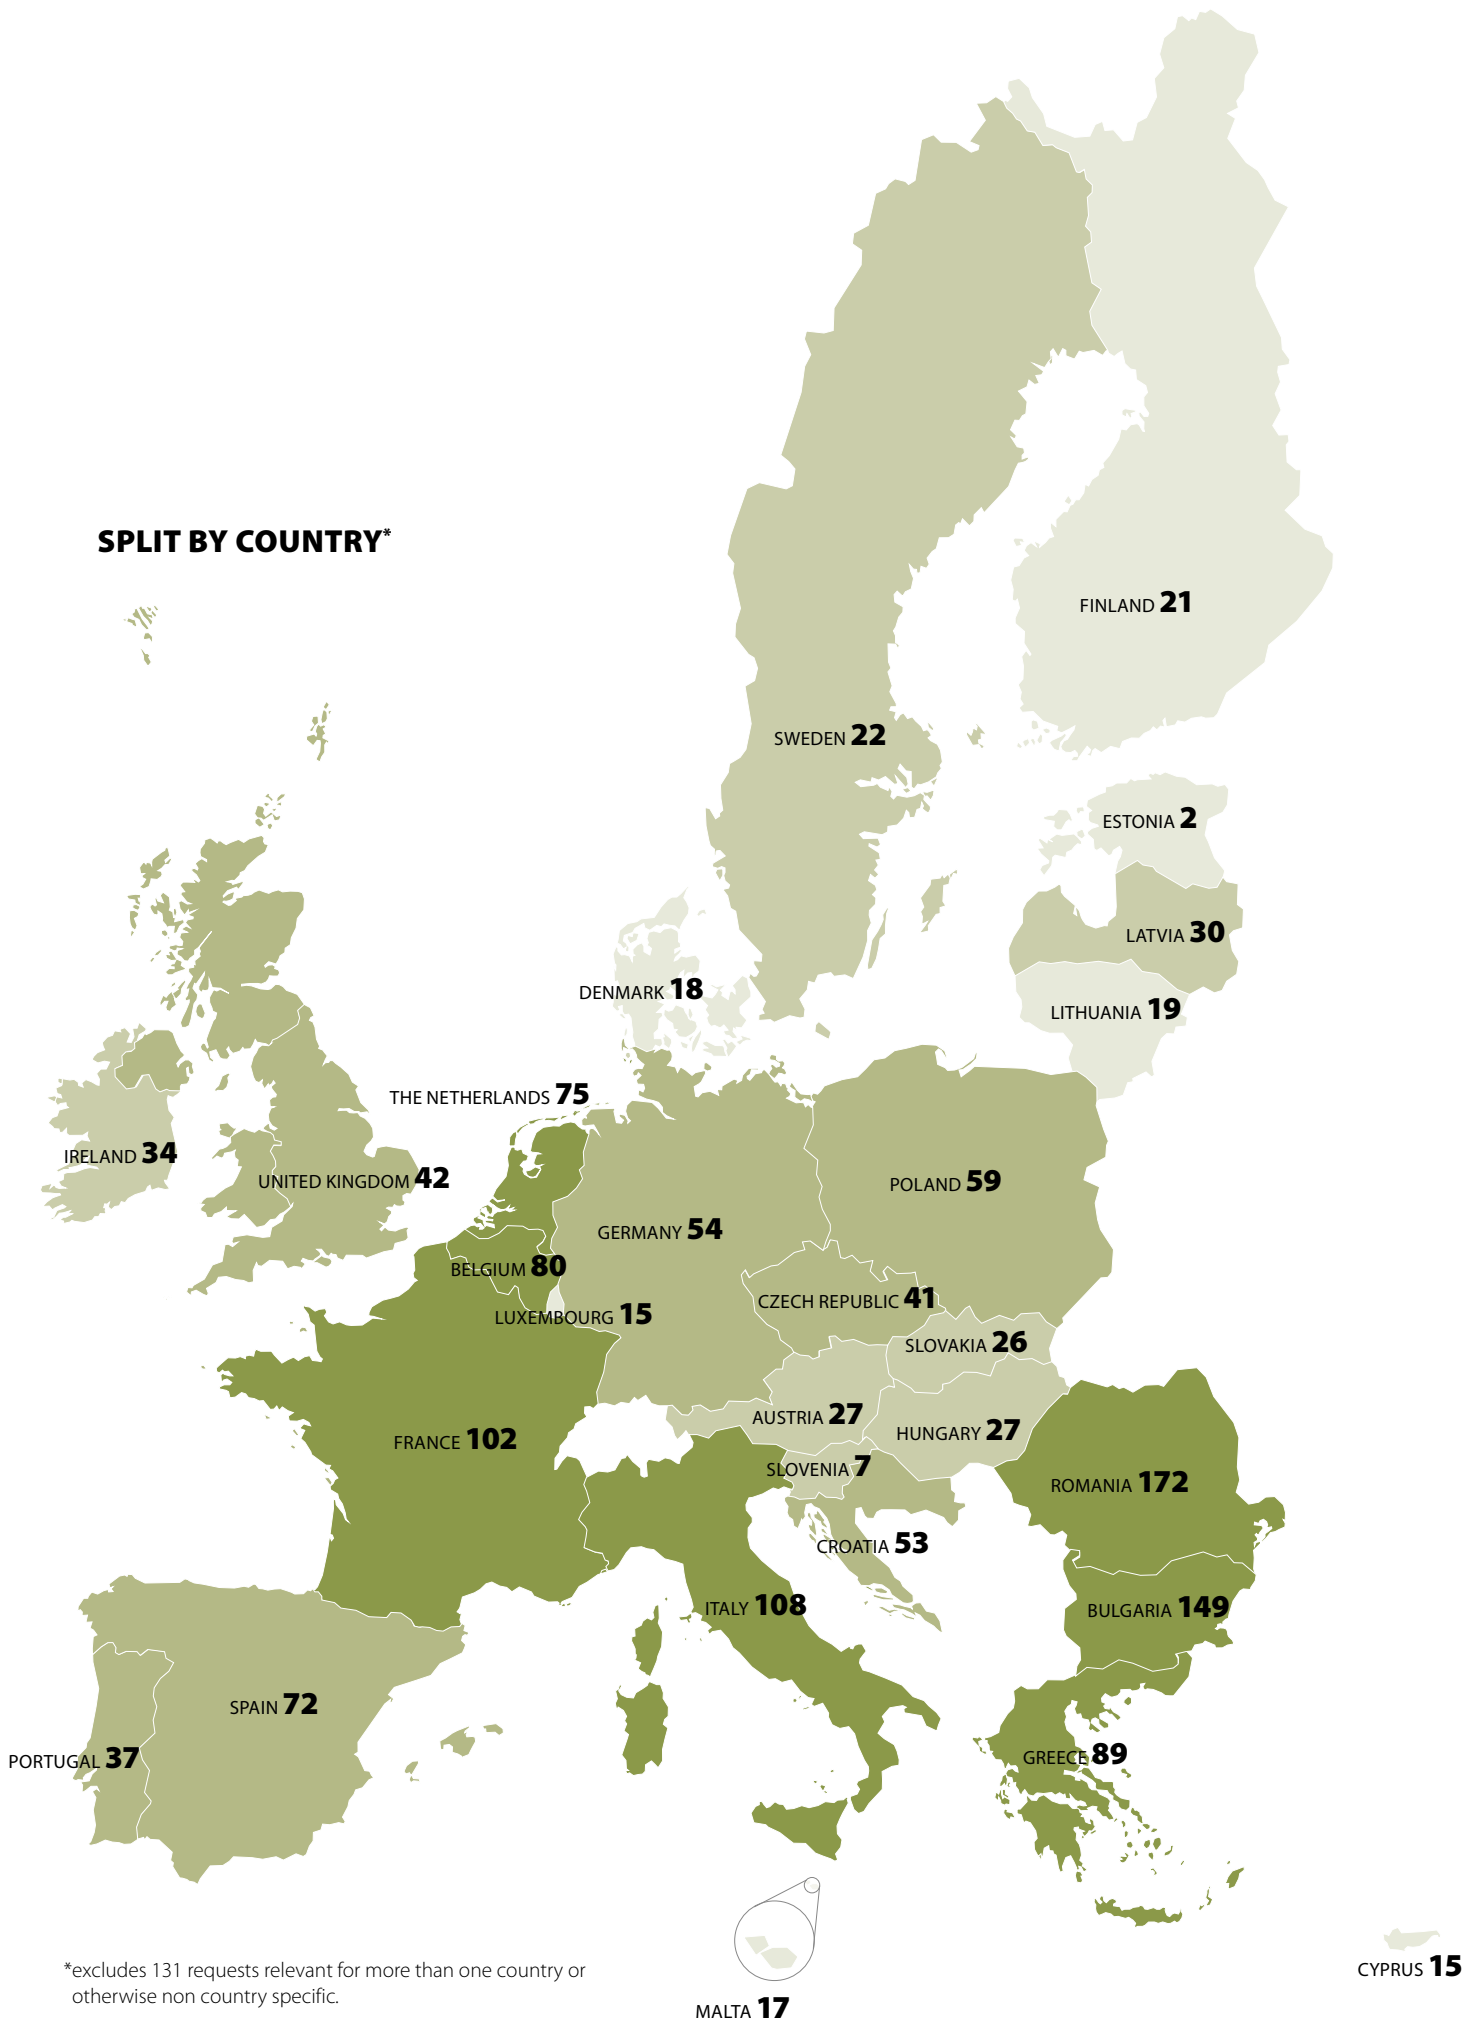 SPLIT BY COUNTRY*
FINLAND 21
SWEDEN 22
ESTONIA 2
LATVIA 30
DENMARK 18
LITHUANIA 19
THE NETHERLANDS 75
IRELAND 34
UNITED KINGDOM 42
POLAND 59
GERMANY 54
BELGIUM 80
CZECH REPUBLIC 41
LUXEMBOURG 15
SLOVAKIA 26
AUSTRIA 27
HUNGARY 27
FRANCE 102
SLOVENIA 7
ROMANIA 172
CROATIA 53
ITALY 108
BULGARIA 149
SPAIN 72
PORTUGAL 37
GREECE 89
*excludes 131 requests relevant for more than one country or
otherwise non country specific.
CYPRUS 15
MALTA 17